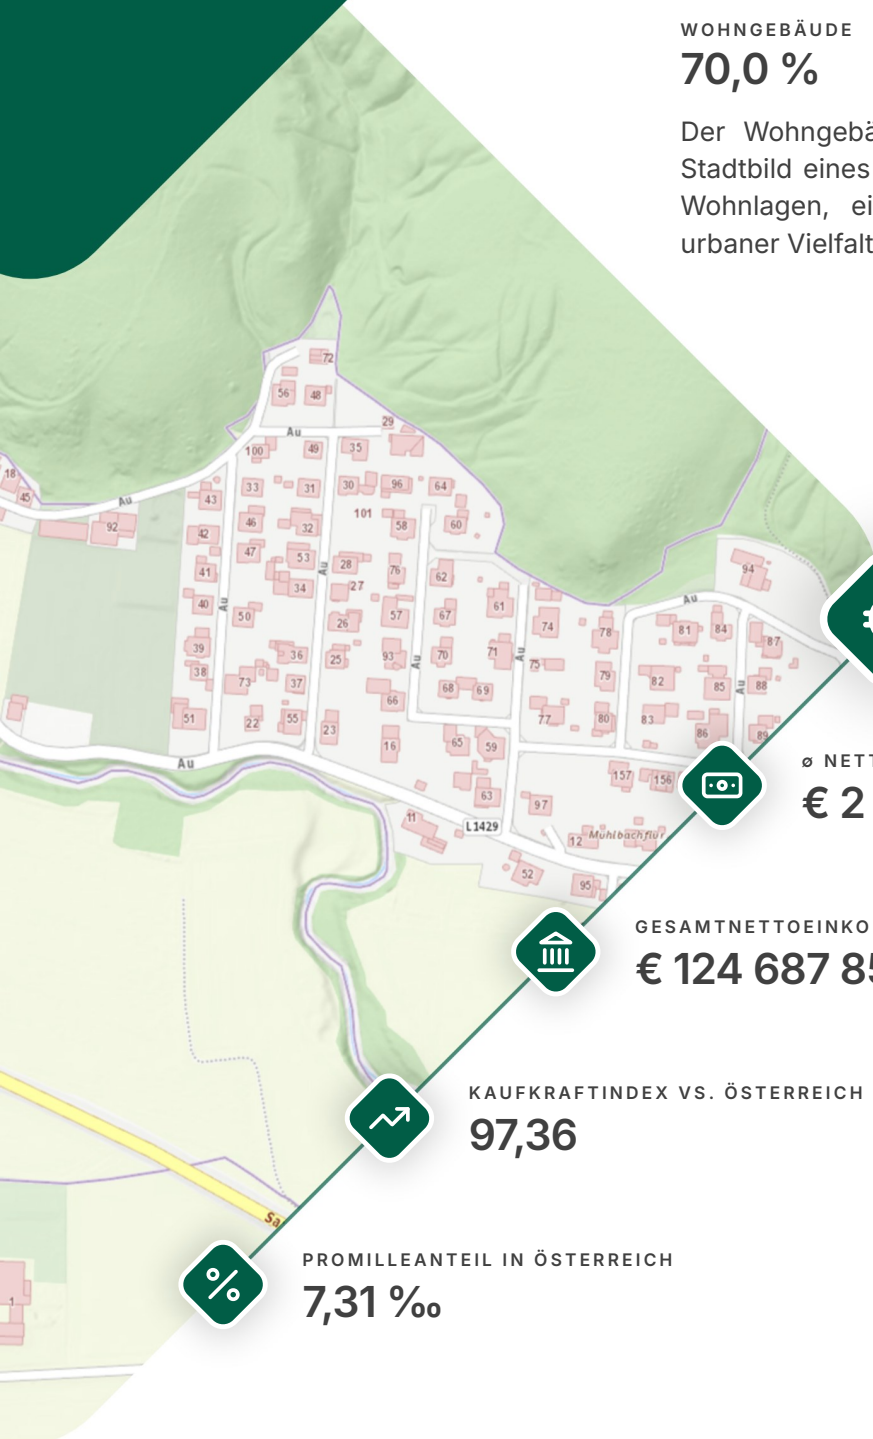 WOHNGEBÄUDE
70,0 %
Der Wohngebä
Stadtbild eines
Wohnlagen, ei
urbaner Vielfalt
72
56 48
29
Au
100 49 35
18
45
Au
33 31 30 96 64
43
92
46 32 101 58 60
42
47 53 28 76
41 34 27 62
Au
94
40 50 26 57 67 61 74 78
Au
81 84 87
39 36 25 93 70 71
38 73 37 Au 68 69 75 79 82 85 88
51 22 55 23 66 77 80 83 86 89
Au
16 65 59
157 156
63 97
11 L1429
12 Mühlbachflur
52 95
ø NETT
€ 2
GESAMTNETTOEINKO
€ 124 687 85
KAUFKRAFTINDEX VS. ÖSTERREICH
97,36
Sa
PROMILLEANTEIL IN ÖSTERREICH
7,31 ‰
1